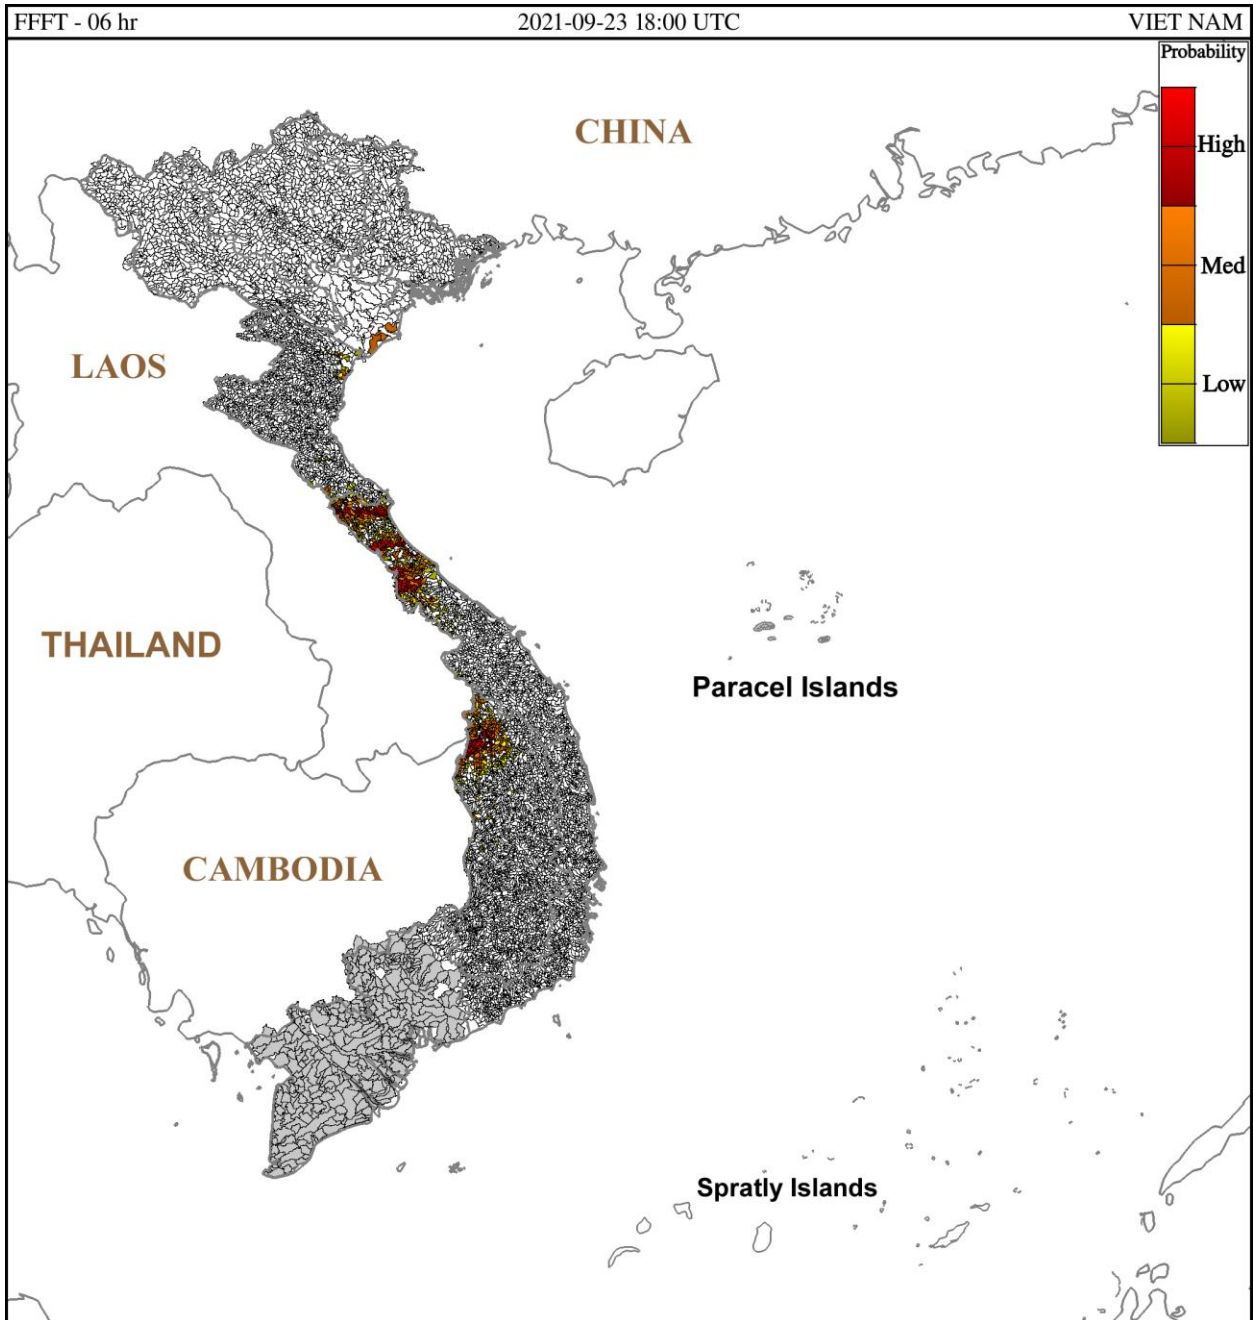 FFFT - 06 hr
2021-09-23 18:00 UTC
VIET NAM
Probability
High
Med
Low
CHINA
LAOS
THAILAND
Paracel Islands
CAMBODIA
Spratly Islands